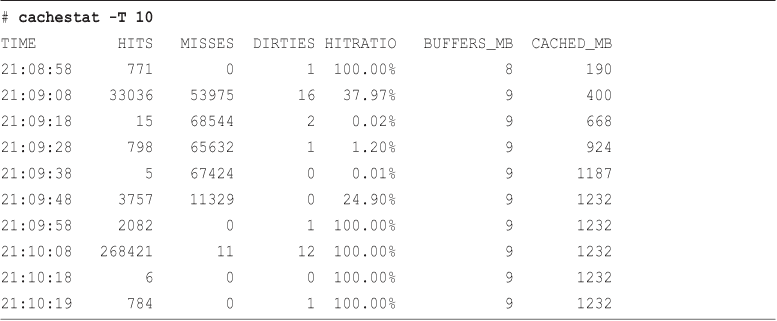 # cachestat -T 10
TIME HITS MISSES DIRTIES HITRATIO BUFFERS_MB CACHED_MB
21:08:58 771 0 1 100.00% 8 190
21:09:08 33036 53975 16 37.97% 9 400
21:09:18 15 68544 2 0.02% 9 668
21:09:28 798 65632 1 1.20% 9 924
21:09:38 5 67424 0 0.01% 9 1187
21:09:48 3757 11329 0 24.90% 9 1232
21:09:58 2082 0 1 100.00% 9 1232
21:10:08 268421 11 12 100.00% 9 1232
21:10:18 6 0 0 100.00% 9 1232
21:10:19 784 0 1 100.00% 9 1232